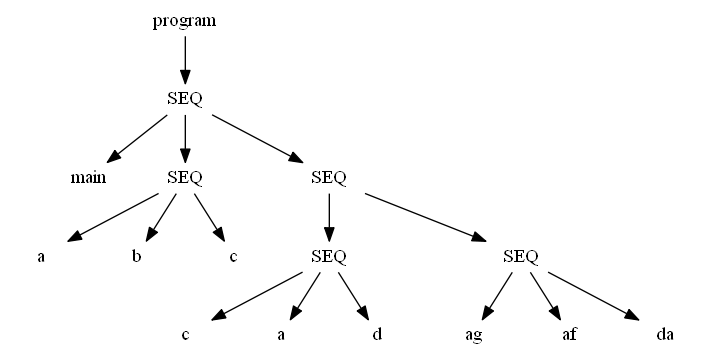 program
SEQ
main SEQ SEQ
a b c SEQ SEQ
c a d ag af da